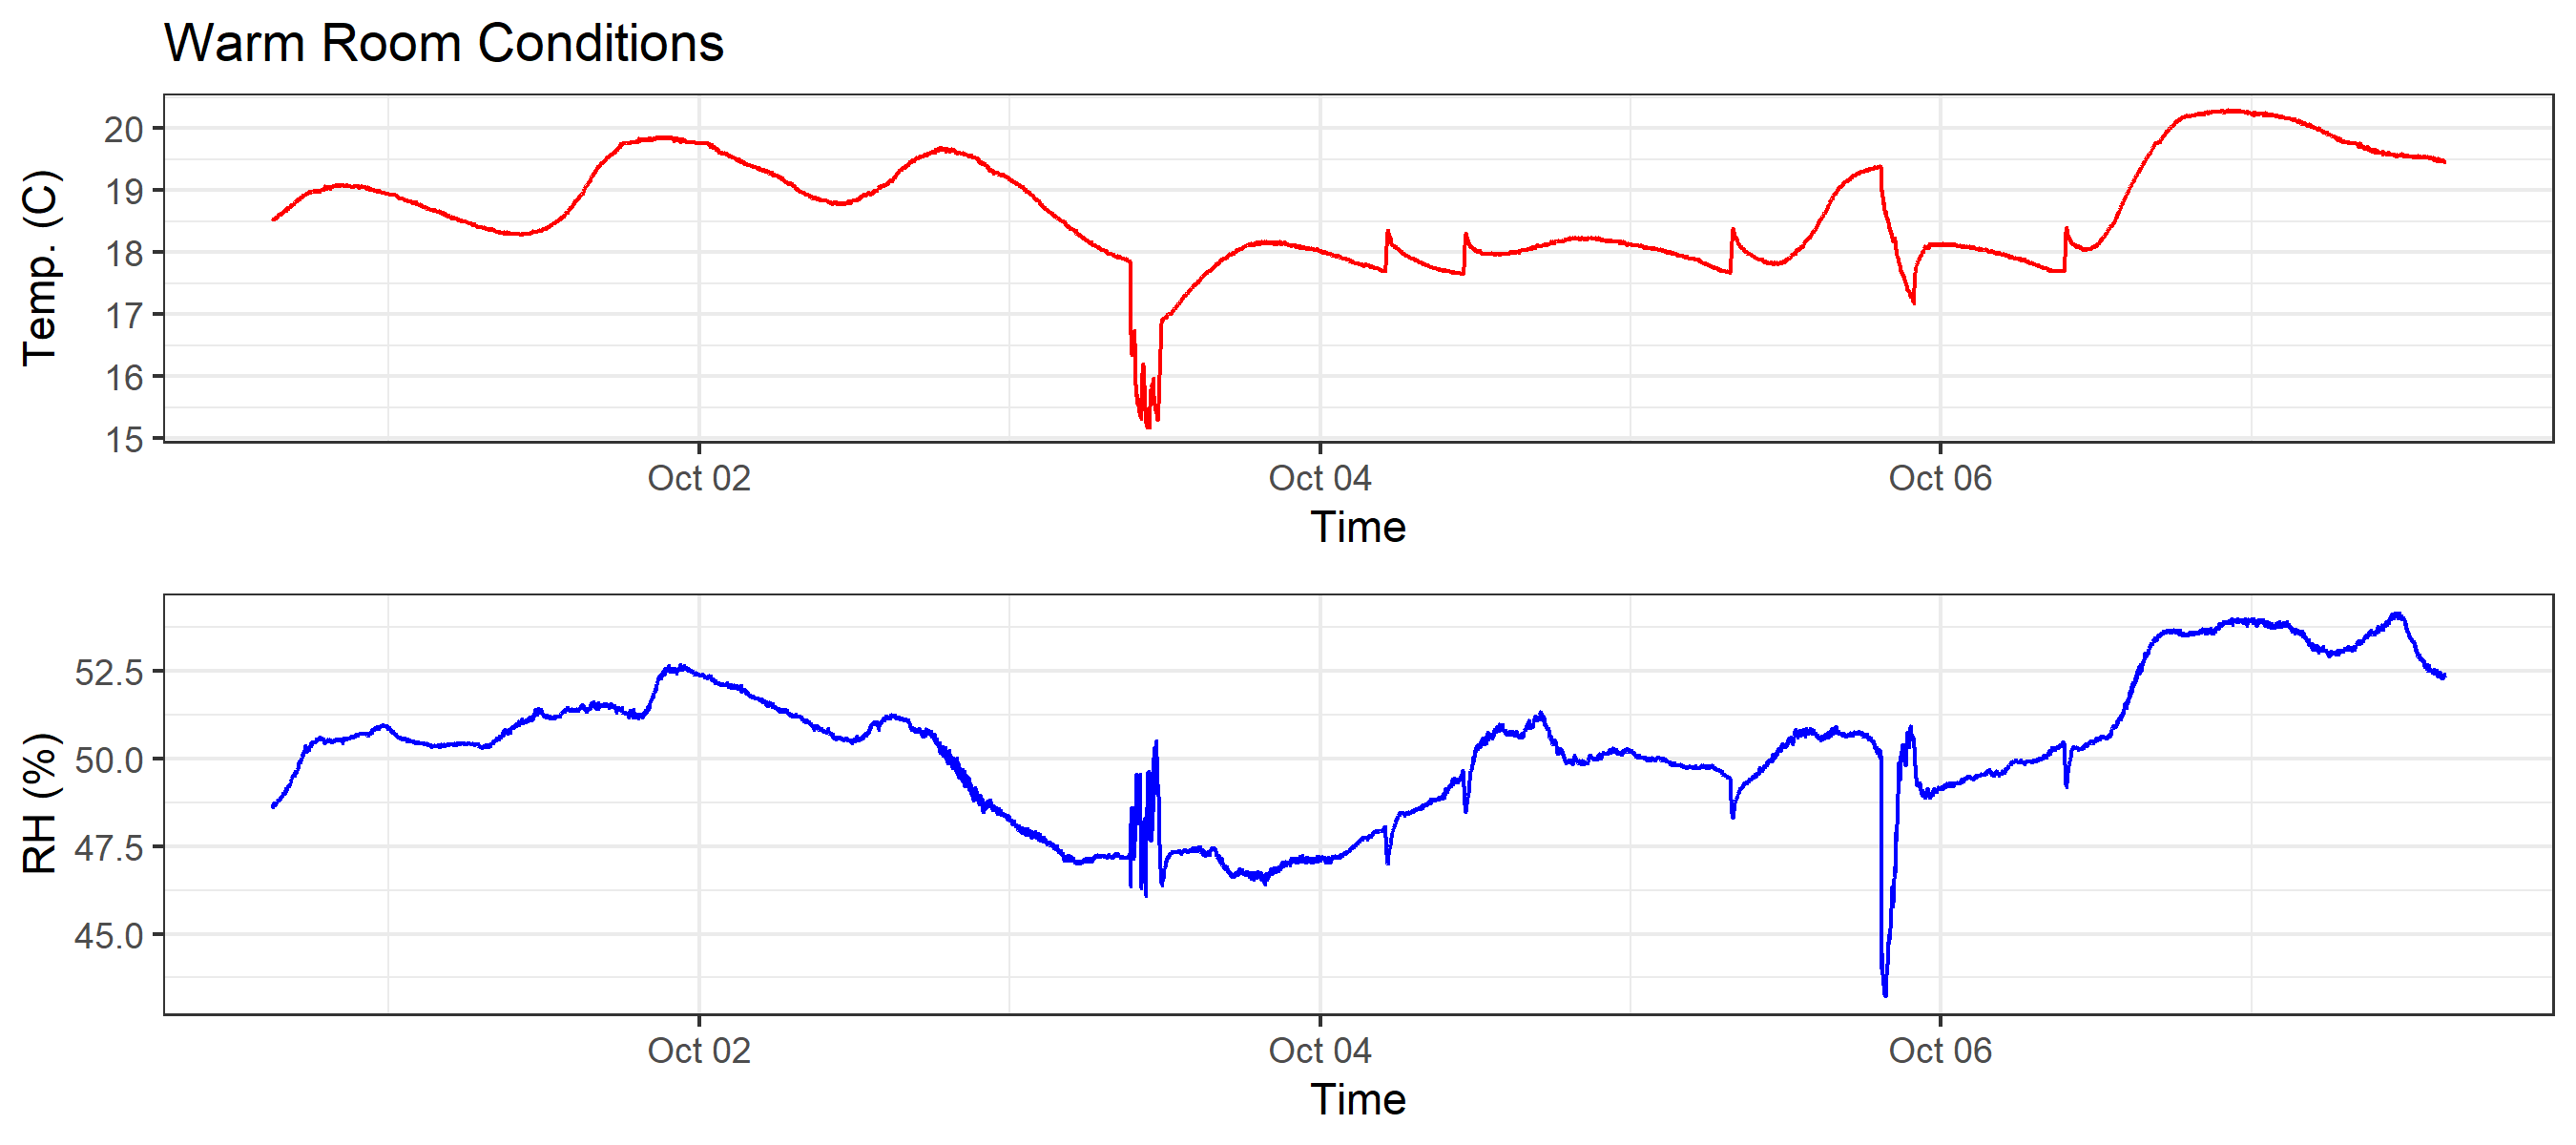 Warm Room Conditions
Temp. (C)
20
19
18
17
16
15
Oct 02 Oct 04 Oct 06
Time
RH (%)
52.5
50.0
47.5
45.0
Oct 02 Oct 04 Oct 06
Time